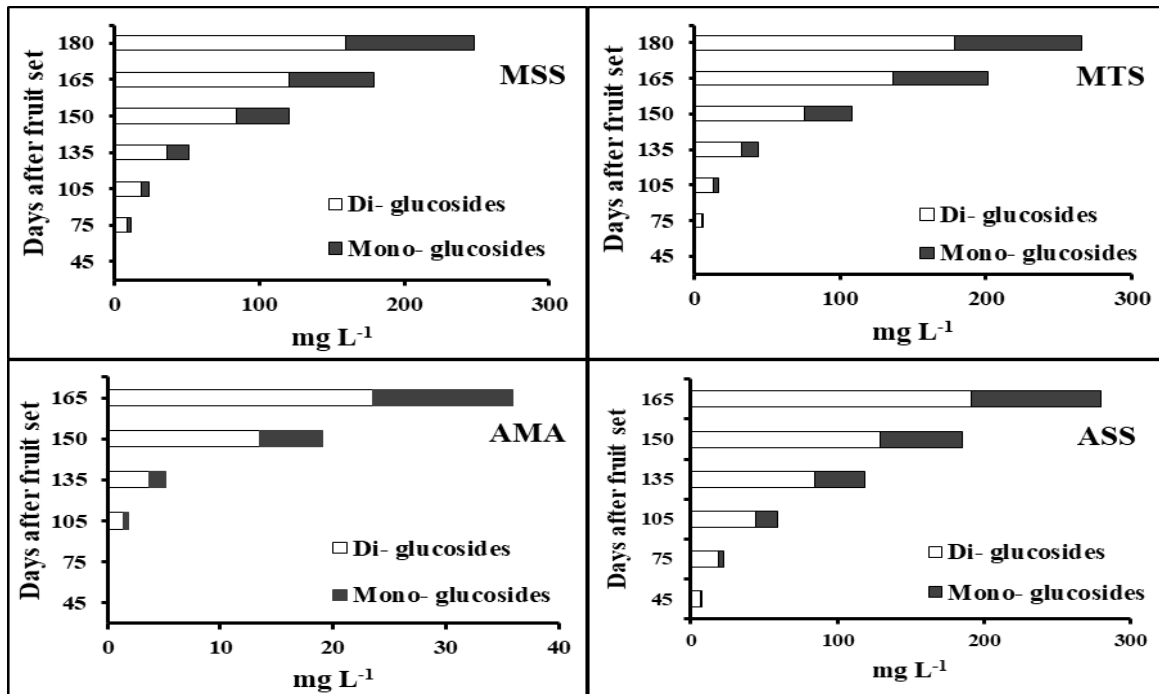 MSS
Days after fruit set
180
165
150
135
105
75
45
Di- glucosides
Mono- glucosides
0 100 200 300
mg L⁻¹
MTS
Days after fruit set
180
165
150
135
105
75
45
Di- glucosides
Mono- glucosides
0 100 200 300
mg L⁻¹
AMA
Days after fruit set
165
150
135
105
75
45
Di- glucosides
Mono- glucosides
0 10 20 30 40
mg L⁻¹
ASS
Days after fruit set
165
150
135
105
75
45
Di- glucosides
Mono- glucosides
0 100 200 300
mg L⁻¹